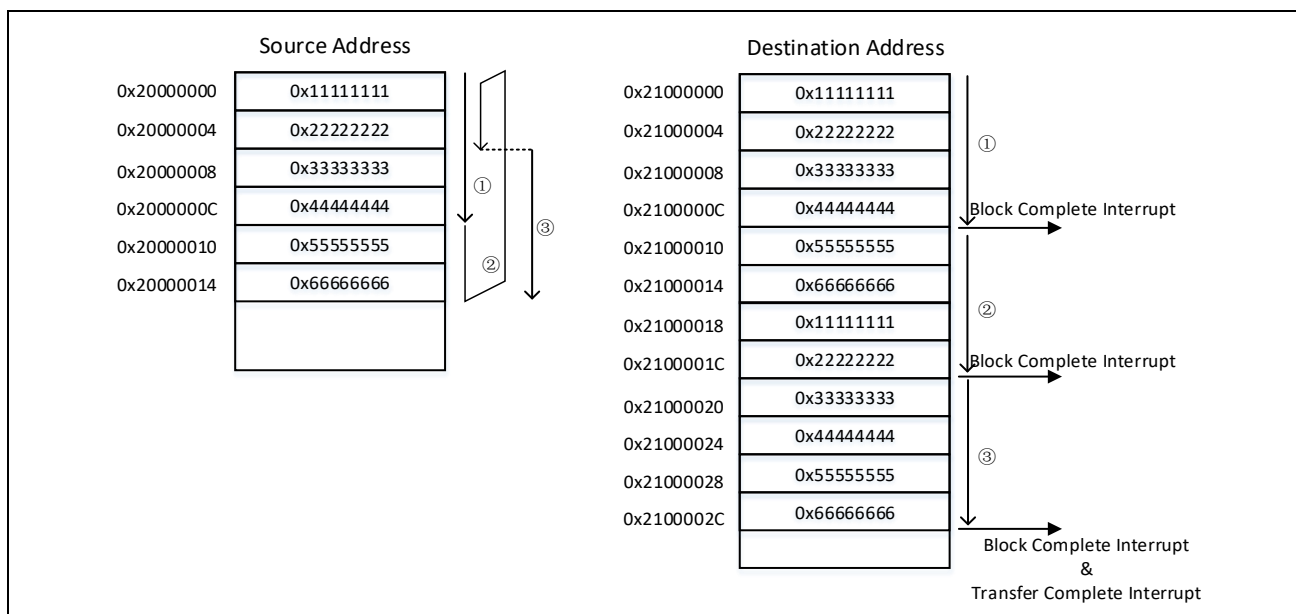 Source Address
0x20000000 0x11111111
0x20000004 0x22222222
0x20000008 0x33333333
0x2000000C 0x44444444
0x20000010 0x55555555
0x20000014 0x66666666
①
②
③
Destination Address
0x21000000 0x11111111
0x21000004 0x22222222
0x21000008 0x33333333
0x2100000C 0x44444444
0x21000010 0x55555555
0x21000014 0x66666666
0x21000018 0x11111111
0x2100001C 0x22222222
0x21000020 0x33333333
0x21000024 0x44444444
0x21000028 0x55555555
0x2100002C 0x66666666
①
Block Complete Interrupt
②
Block Complete Interrupt
③
Block Complete Interrupt
&
Transfer Complete Interrupt